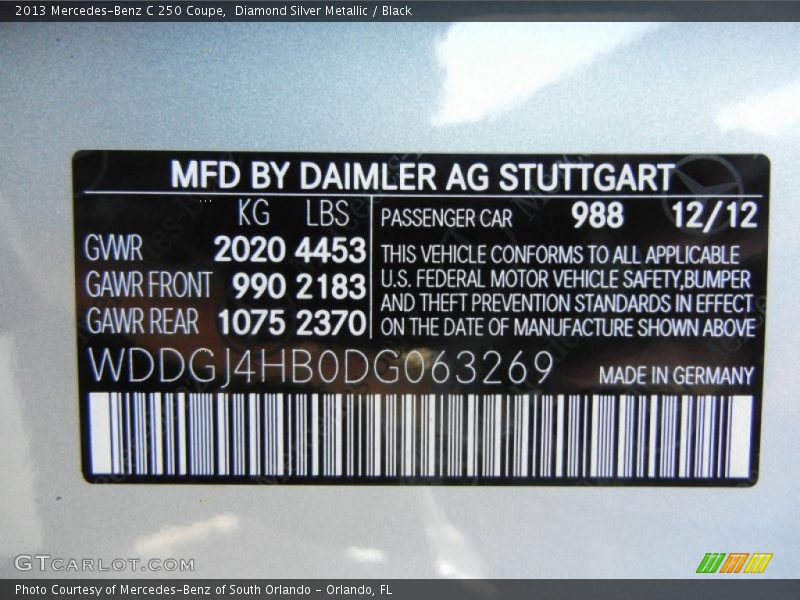 2013 Mercedes-Benz C 250 Coupe,  Diamond Silver Metallic / Black
MFD BY DAIMLER AG STUTTGART
KG LBS
GWVR 2020 4453
GAWR FRONT 990 2183
GAWR REAR 1075 2370
PASSENGER CAR 988 12/12
THIS VEHICLE CONFORMS TO ALL APPLICABLE
U.S. FEDERAL MOTOR VEHICLE SAFETY,BUMPER
AND THEFT PREVENTION STANDARDS IN EFFECT
ON THE DATE OF MANUFACTURE SHOWN ABOVE
WDDGJ4HB0DG063269
MADE IN GERMANY
GTCARLOT.COM
Photo Courtesy of Mercedes-Benz of South Orlando - Orlando, FL